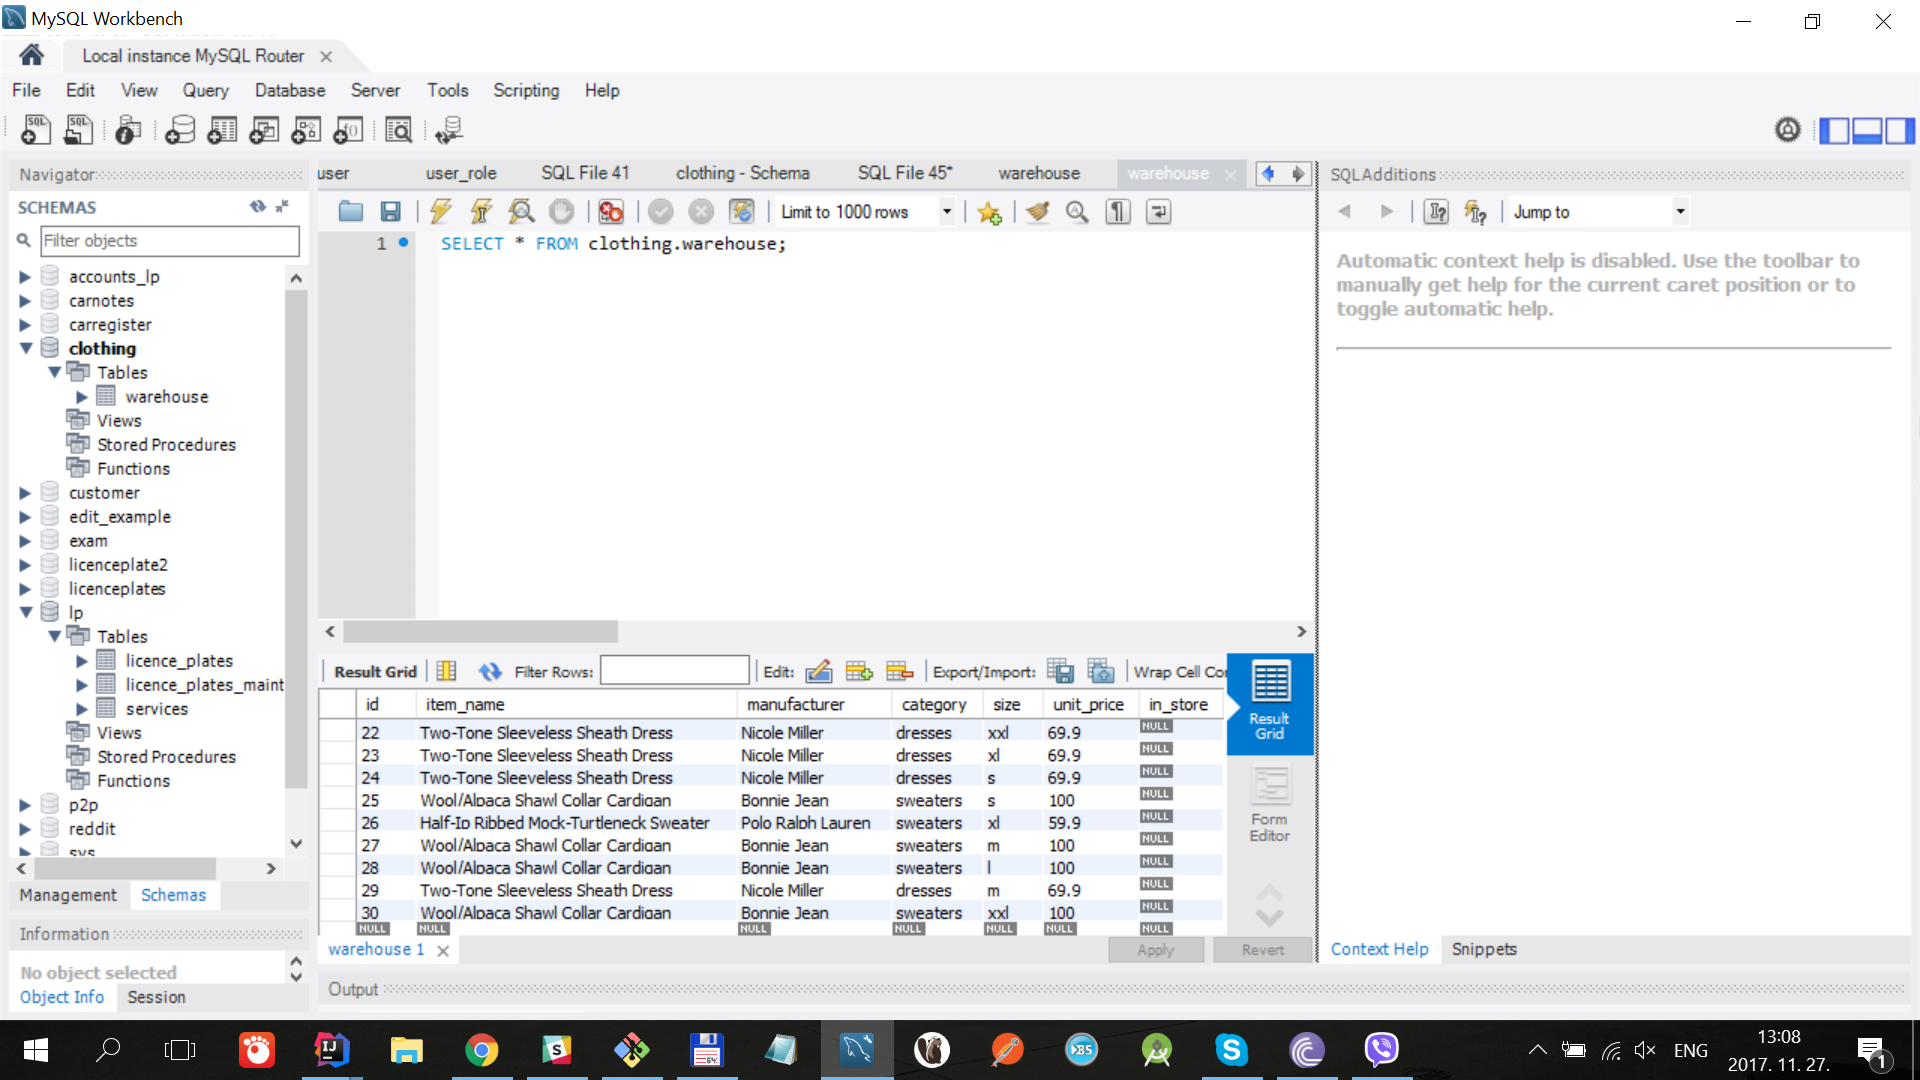 MySQL Workbench
Local instance MySQL Router
File Edit View Query Database Server Tools Scripting Help
Navigator
SCHEMAS
Filter objects
accounts_lp
carnotes
carregister
clothing
Tables
warehouse
Views
Stored Procedures
Functions
customer
edit_example
exam
licenceplate2
licenceplates
lp
Tables
licence_plates
licence_plates_maint
services
Views
Stored Procedures
Functions
p2p
reddit
sys
Management Schemas
Information
No object selected
Object Info Session
user user_role SQL File 41 clothing - Schema SQL File 45* warehouse warehouse
Limit to 1000 rows
1 SELECT * FROM clothing.warehouse;
Result Grid Filter Rows: Edit: Export/Import: Wrap Cell Cor
id item_name manufacturer category size unit_price in_store
22 Two-Tone Sleeveless Sheath Dress Nicole Miller dresses xxl 69.9 NULL
23 Two-Tone Sleeveless Sheath Dress Nicole Miller dresses xl 69.9 NULL
24 Two-Tone Sleeveless Sheath Dress Nicole Miller dresses s 69.9 NULL
25 Wool/Alpaca Shawl Collar Cardigan Bonnie Jean sweaters s 100 NULL
26 Half-Ip Ribbed Mock-Turtleneck Sweater Polo Ralph Lauren sweaters xl 59.9 NULL
27 Wool/Alpaca Shawl Collar Cardigan Bonnie Jean sweaters m 100 NULL
28 Wool/Alpaca Shawl Collar Cardigan Bonnie Jean sweaters l 100 NULL
29 Two-Tone Sleeveless Sheath Dress Nicole Miller dresses m 69.9 NULL
30 Wool/Alpaca Shawl Collar Cardigan Bonnie Jean sweaters xxl 100 NULL
NULL NULL NULL NULL NULL NULL NULL
Result
Grid
Form
Editor
warehouse 1 Apply Revert
Output
SQLAdditions
Jump to
Automatic context help is disabled. Use the toolbar to
manually get help for the current caret position or to
toggle automatic help.
Context Help Snippets
ENG
13:08
2017. 11. 27.
1